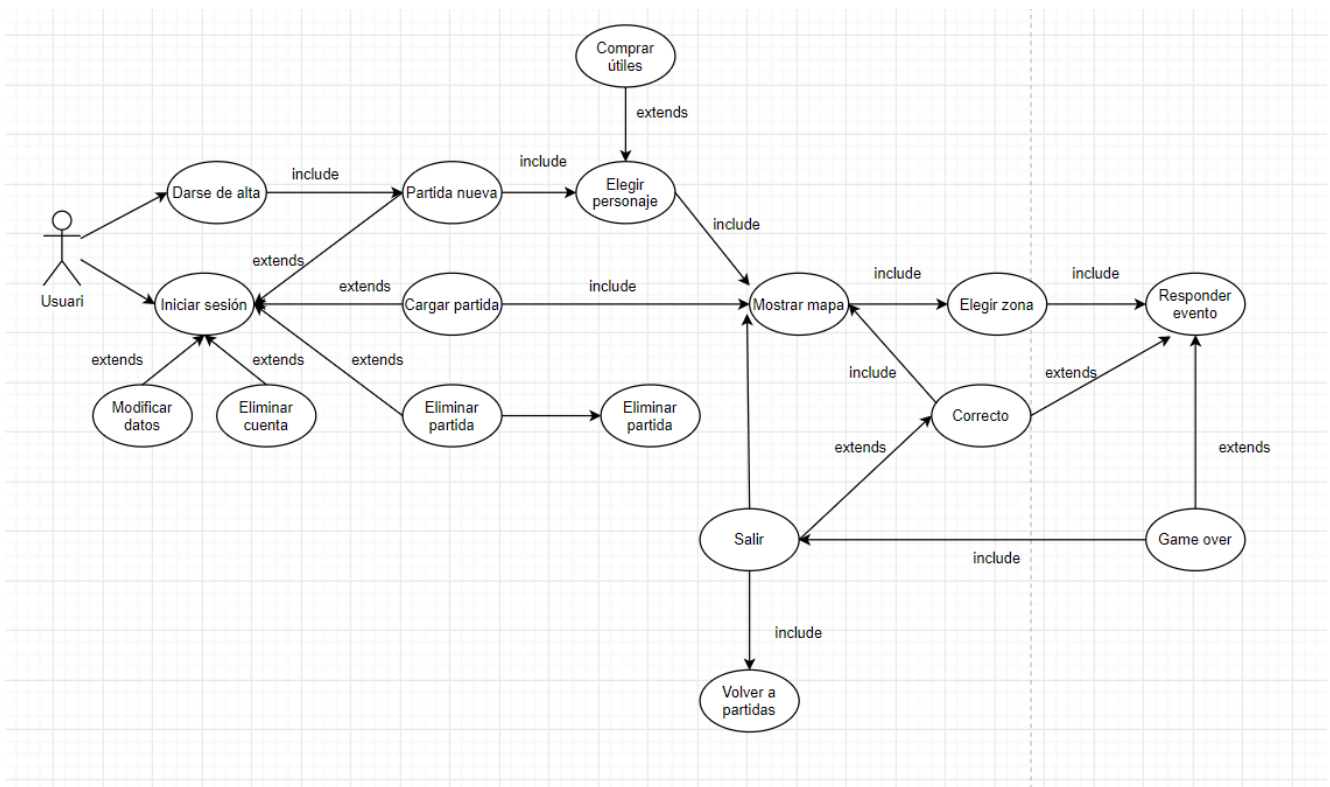 Comprar
útiles
extends
include
include
Darse de alta
Partida nueva
Elegir
personaje
include
Usuari
extends
Iniciar sesión
extends
Cargar partida
include
Mostrar mapa
include
Elegir zona
include
Responder
evento
extends
extends
extends
include
extends
Modificar
datos
Eliminar
cuenta
Eliminar
partida
Eliminar
partida
Correcto
extends
extends
Salir
include
Game over
include
Volver a
partidas